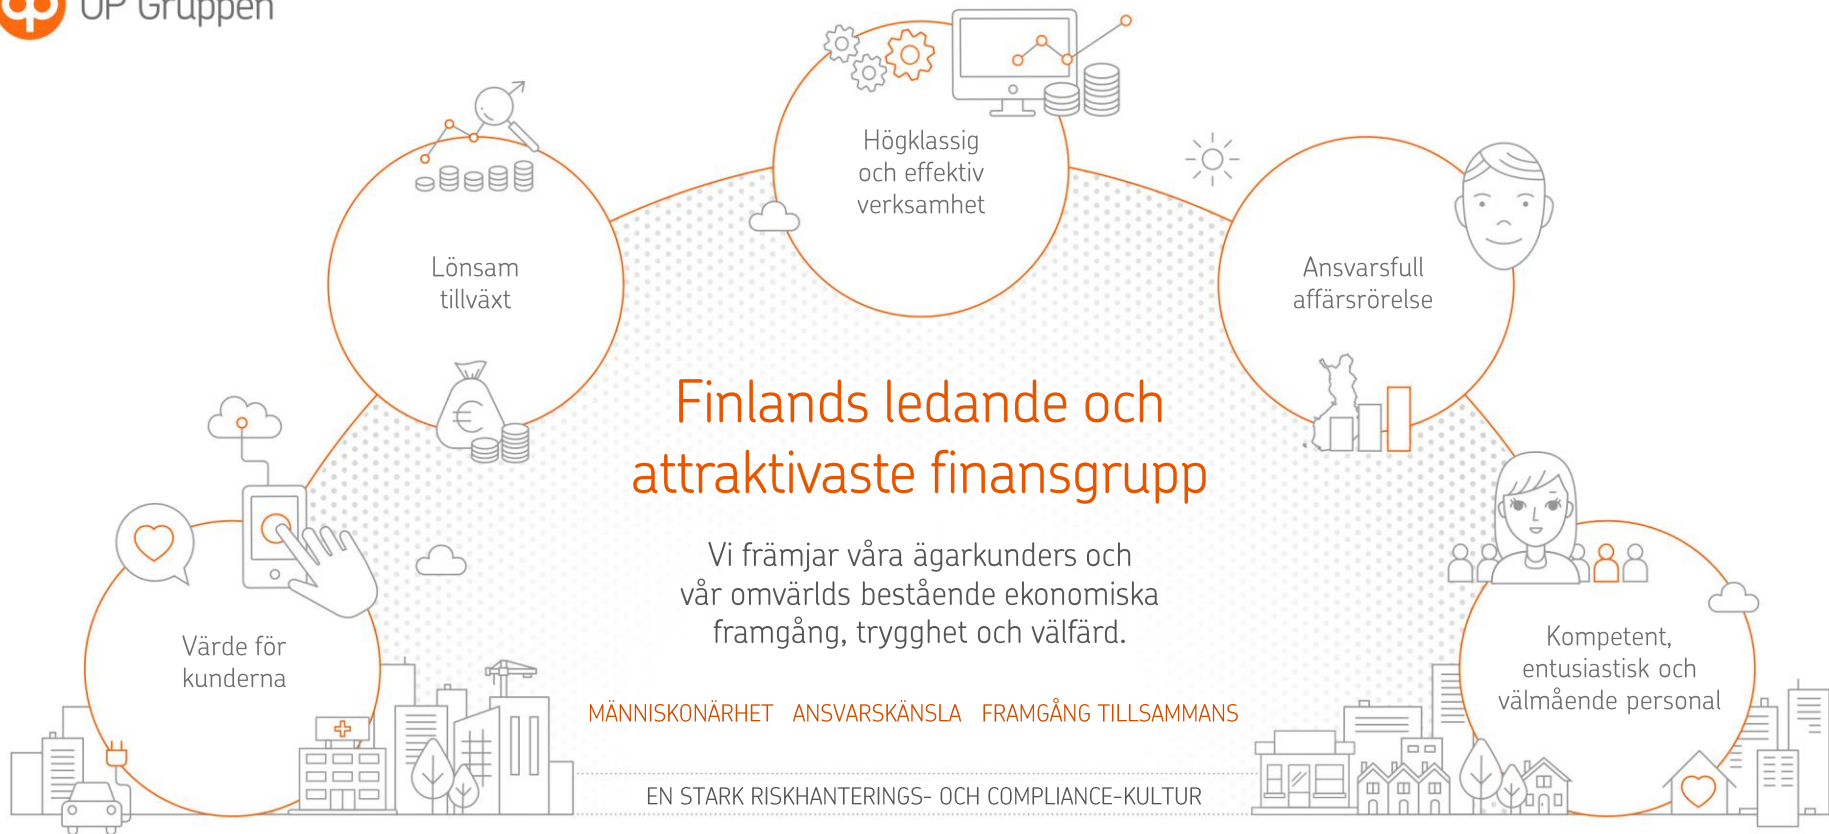 OP Gruppen
Högklassig
och effektiv
verksamhet
Lönsam
tillväxt
Ansvarsfull
affärsrörelse
Finlands ledande och
attraktivaste finansgrupp
Vi främjar våra ägarkunders och
vår omvärlds bestående ekonomiska
framgång, trygghet och välfärd.
Värde för
kunderna
Kompetent,
entusiastisk och
välmående personal
MÄNNISKONÄRHET ANSVARSKÄNSLA FRAMGÅNG TILLSAMMANS
EN STARK RISKHANTERINGS- OCH COMPLIANCE-KULTUR